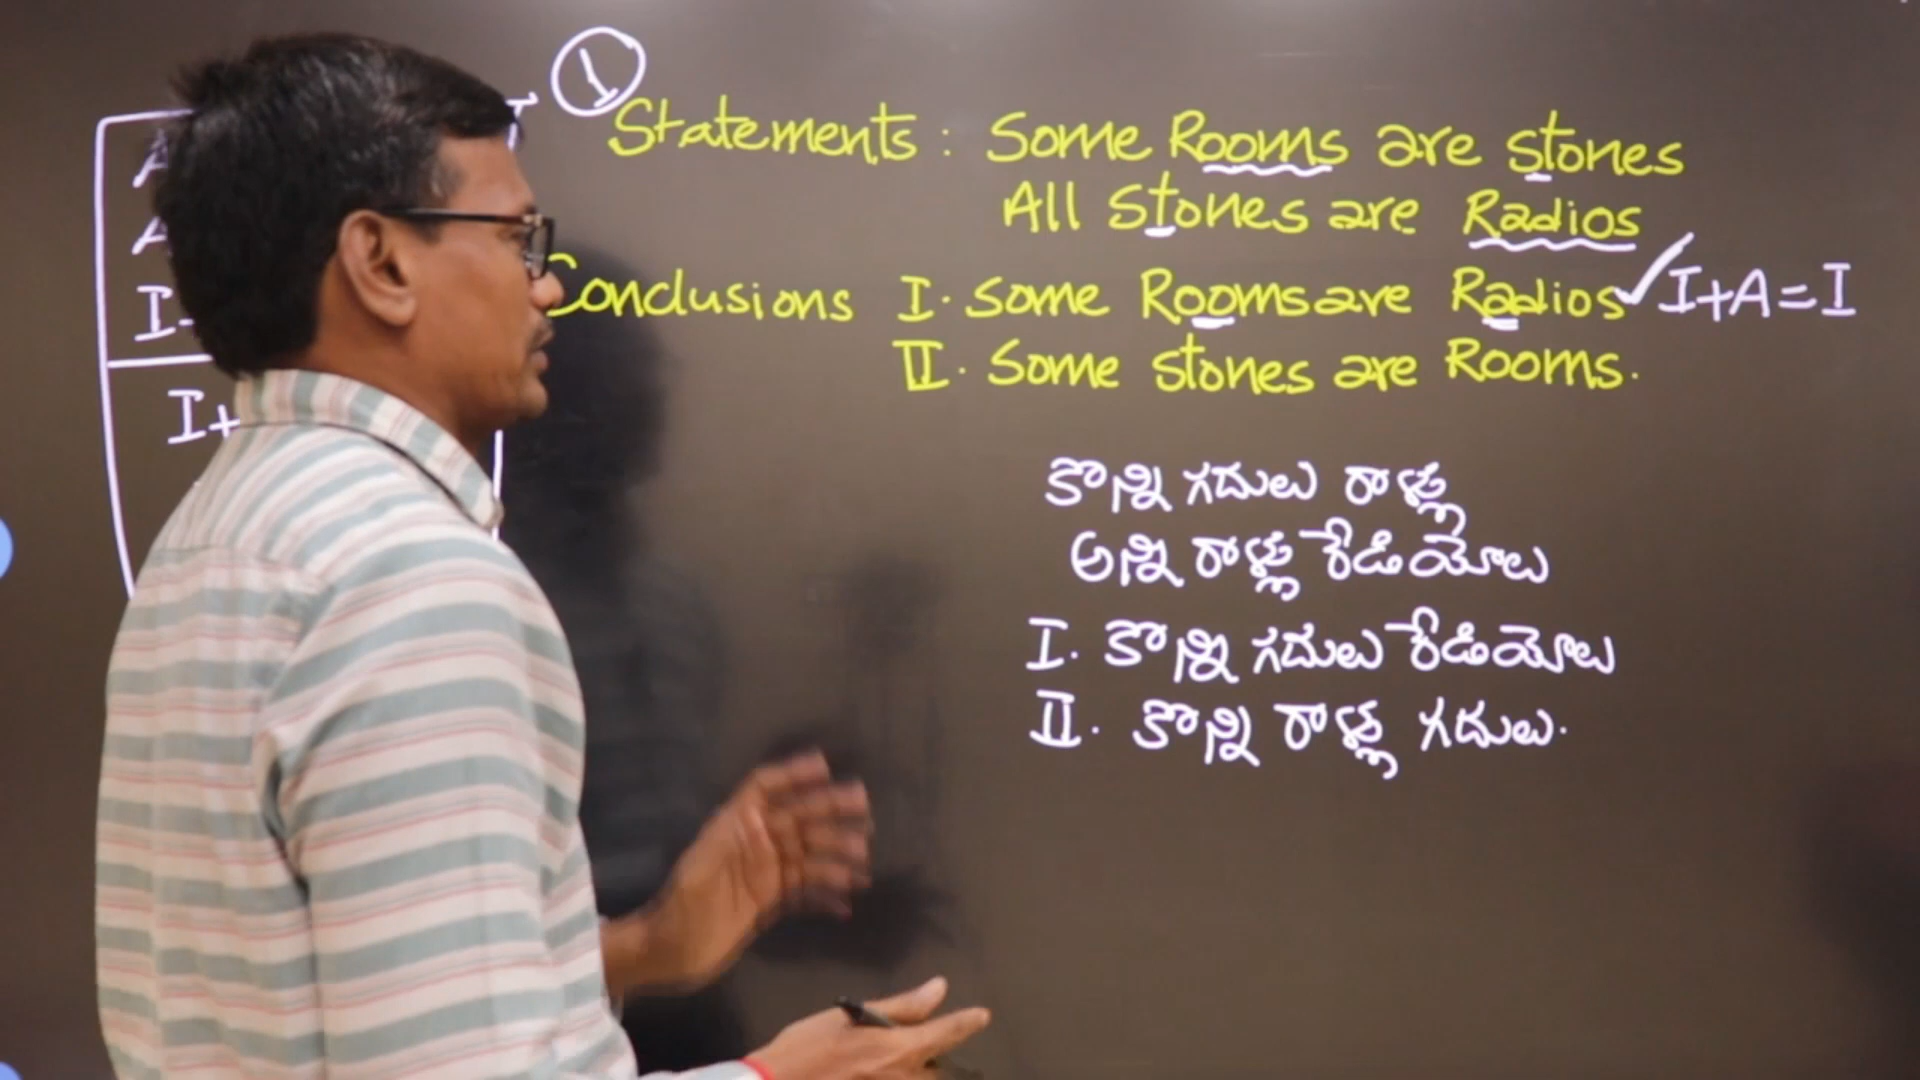 1
Statements : Some Rooms are stones
All Stones are Radios
Conclusions I. Some Rooms are Radios ✓ I+A=I
II. Some stones are Rooms.
కొన్ని గదులు రాళ్లు
అన్ని రాళ్లు రేడియోలు
I. కొన్ని గదులు రేడియోలు
II. కొన్ని రాళ్లు గదులు.